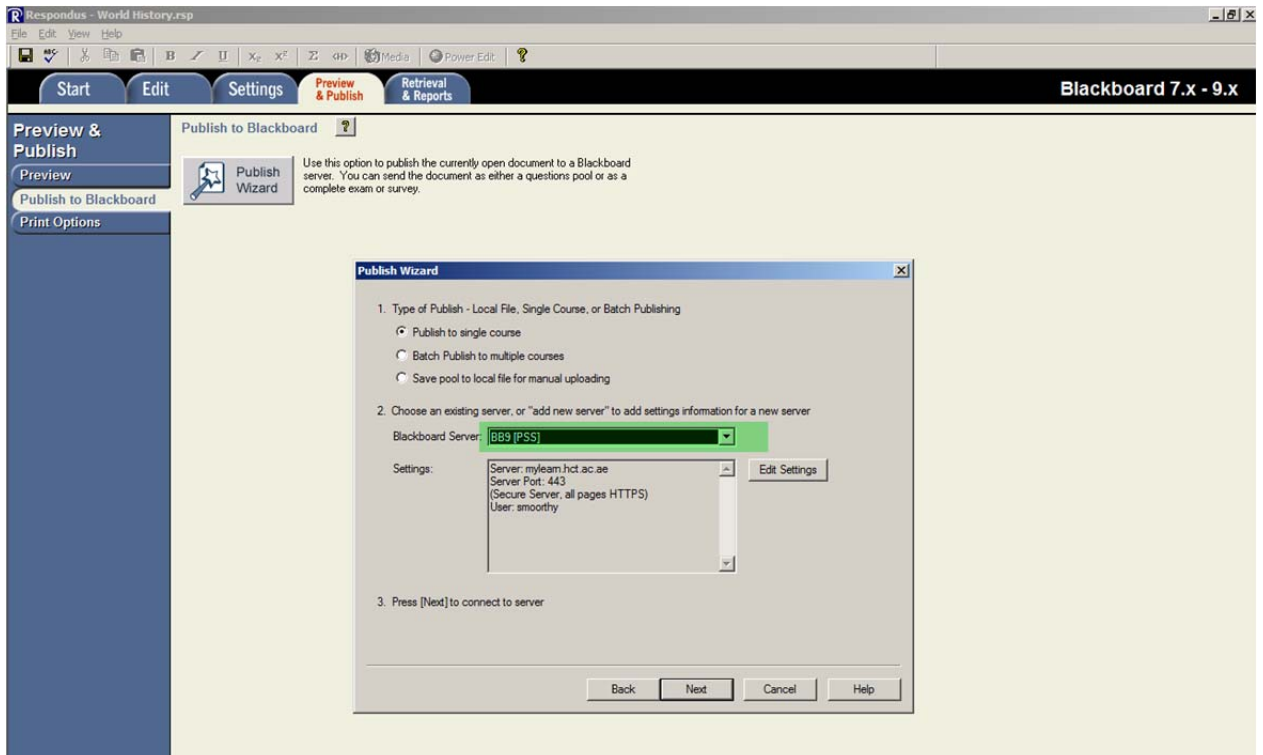 Respondus - World History.rsp
File Edit View Help
ABC B I U X₂ X² Σ <H> Media Power Edit ?
Start Edit Settings Preview & Publish Retrieval & Reports Blackboard 7.x - 9.x
Preview & Publish
Preview
Publish to Blackboard
Print Options
Publish to Blackboard ?
Publish Wizard
Use this option to publish the currently open document to a Blackboard
server. You can send the document as either a questions pool or as a
complete exam or survey.
Publish Wizard
1. Type of Publish - Local File, Single Course, or Batch Publishing
Publish to single course
Batch Publish to multiple courses
Save pool to local file for manual uploading
2. Choose an existing server, or "add new server" to add settings information for a new server
Blackboard Server: BB9 [PSS]
Settings:
Server: mylearn.hct.ac.ae
Server Port: 443
(Secure Server, all pages HTTPS)
User: smoorthy
Edit Settings
3. Press [Next] to connect to server
Back Next Cancel Help